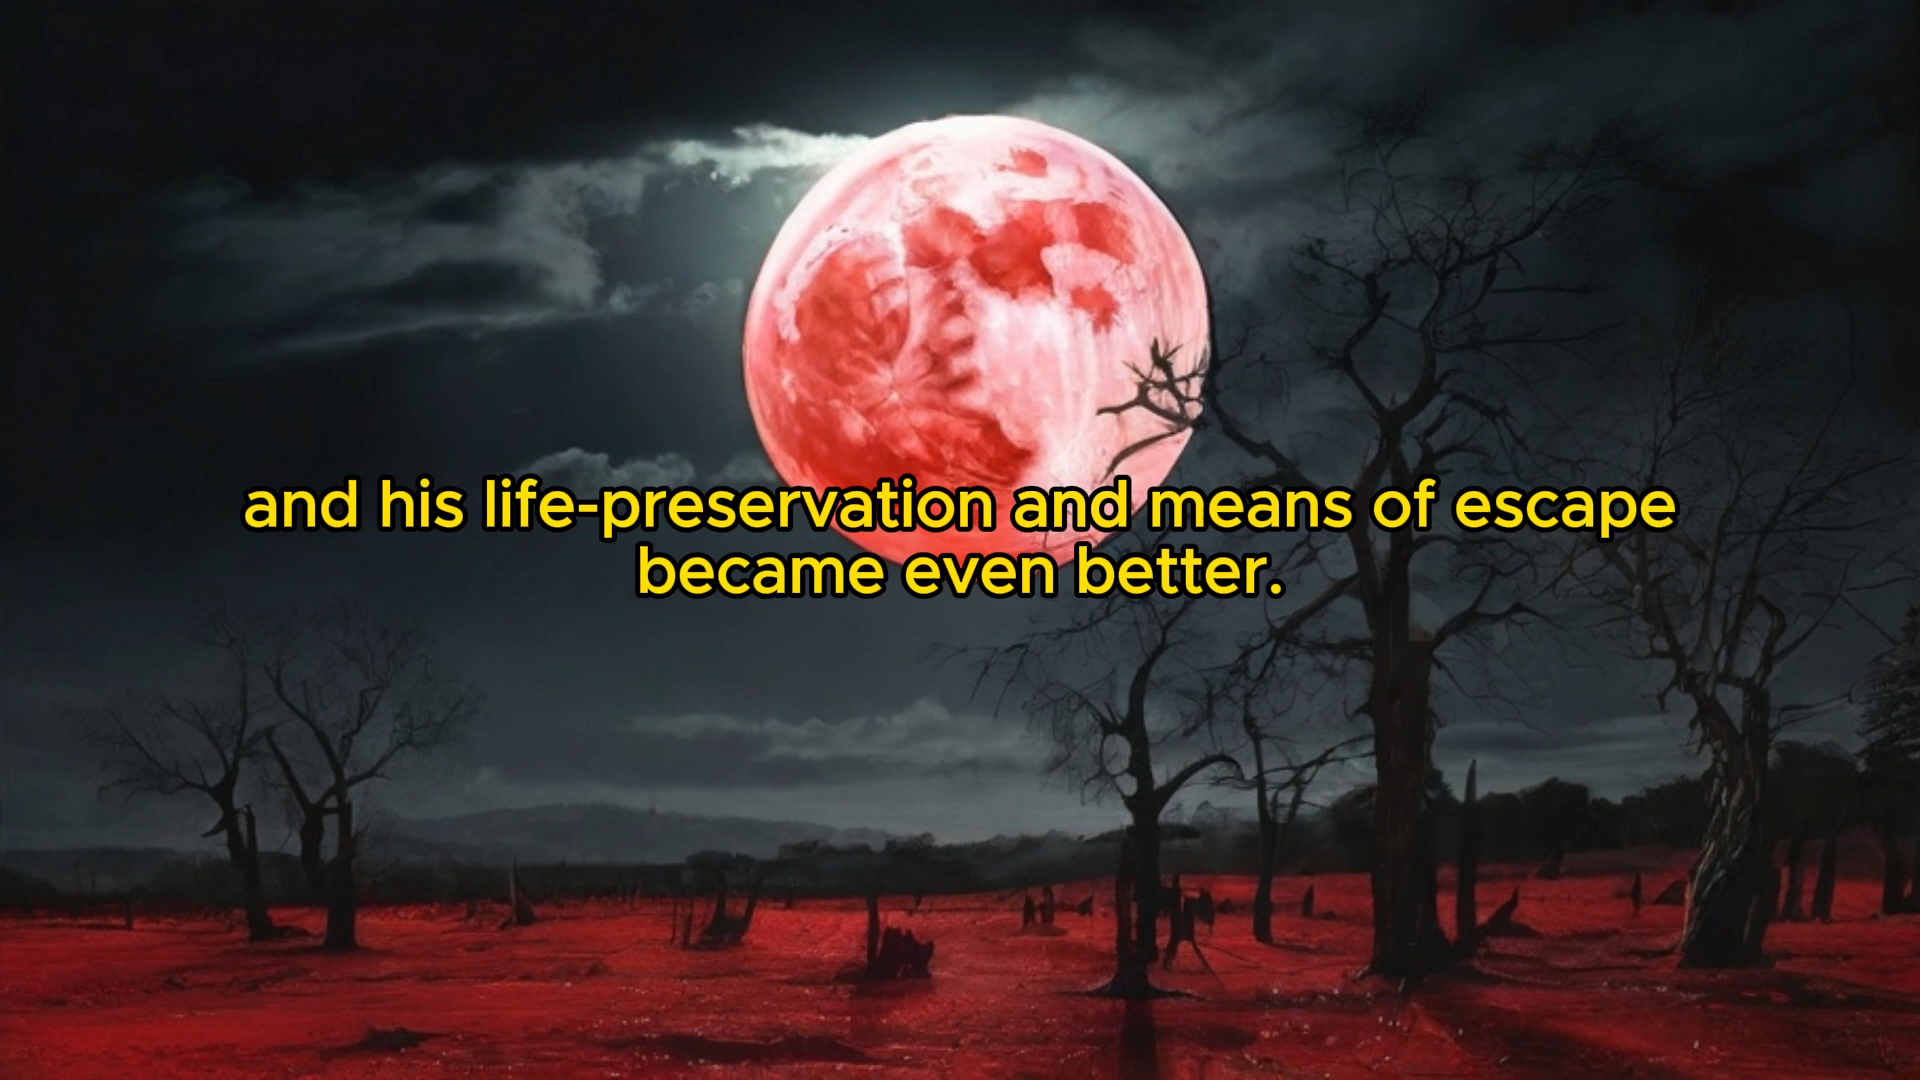 and his life-preservation and means of escape
became even better.